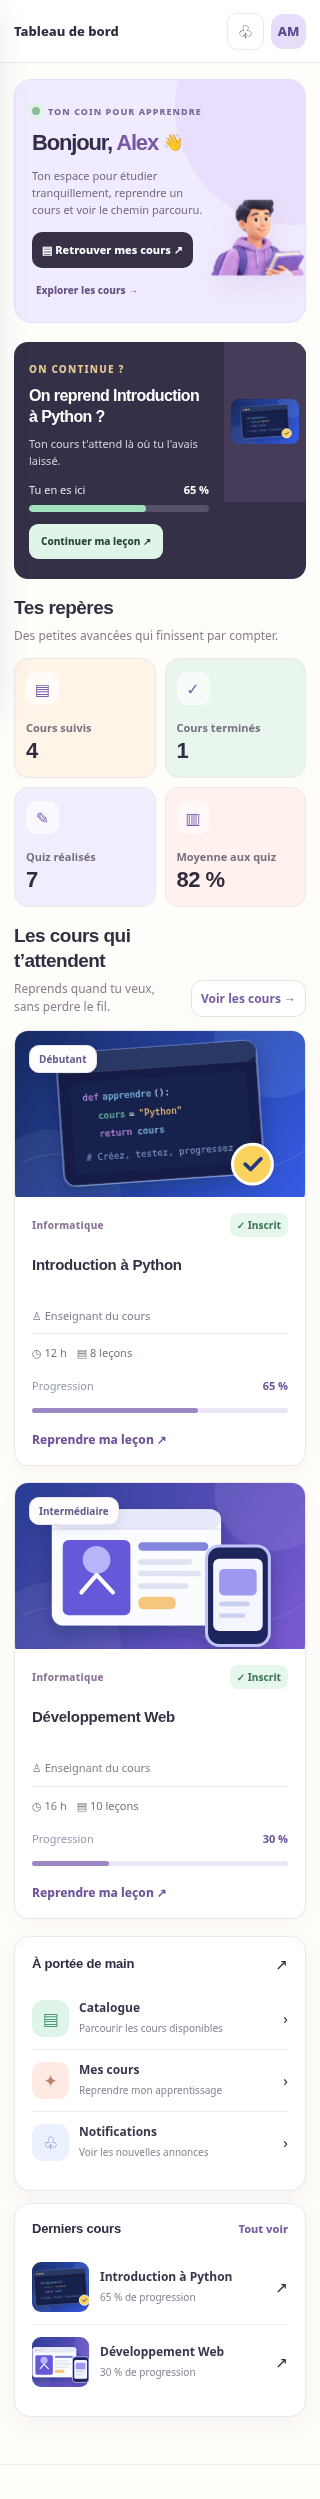 Tableau de bord
AM
TON COIN POUR APPRENDRE
Bonjour, Alex 👋
Ton espace pour étudier
tranquillement, reprendre un
cours et voir le chemin parcouru.
Retrouver mes cours ↗
Explorer les cours →
ON CONTINUE ?
On reprend Introduction
à Python ?
Ton cours t'attend là où tu l'avais
laissé.
Tu en es ici 65 %
Continuer ma leçon ↗
Tes repères
Des petites avancées qui finissent par compter.
Cours suivis
4
Cours terminés
1
Quiz réalisés
7
Moyenne aux quiz
82 %
Les cours qui
t’attendent
Reprends quand tu veux,
sans perdre le fil.
Voir les cours →
Débutant
def apprendre():
cours = "Python"
return cours
# Créez, testez, progressez
Informatique ✓ Inscrit
Introduction à Python
Enseignant du cours
12 h 8 leçons
Progression 65 %
Reprendre ma leçon ↗
Intermédiaire
Informatique ✓ Inscrit
Développement Web
Enseignant du cours
16 h 10 leçons
Progression 30 %
Reprendre ma leçon ↗
À portée de main ↗
Catalogue
Parcourir les cours disponibles ›
Mes cours
Reprendre mon apprentissage ›
Notifications
Voir les nouvelles annonces ›
Derniers cours Tout voir
Introduction à Python
65 % de progression ↗
Développement Web
30 % de progression ↗